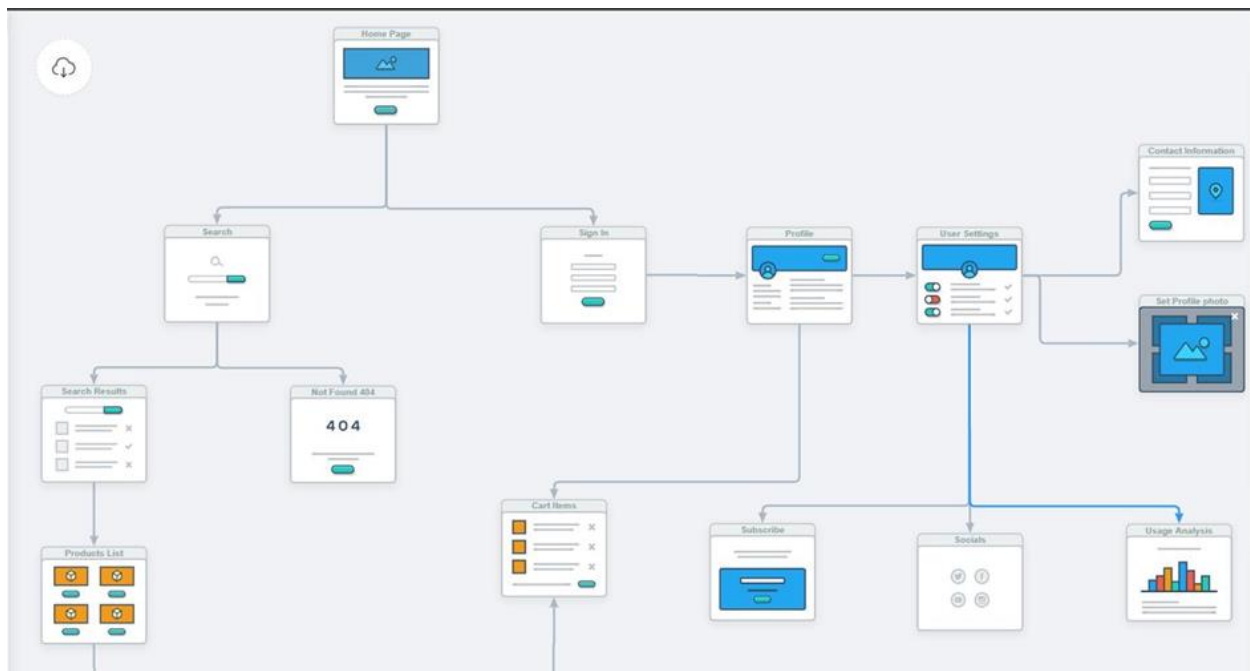 Home Page
Contact Information
Search
Sign In
Profile
User Settings
Set Profile photo
Search Results
Not Found 404
404
Cart Items
Subscribe
Socials
Usage Analysis
Products List